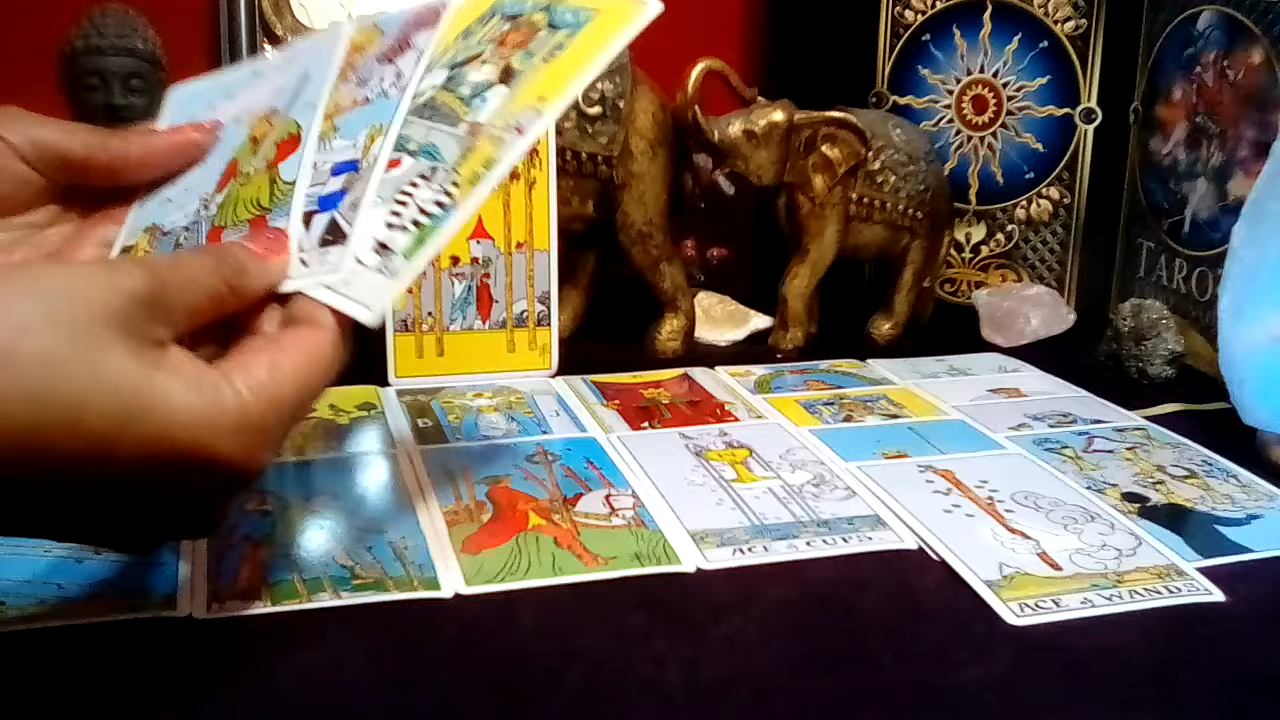 TARO
B
J
ACE of CUPS.
ACE of WANDS